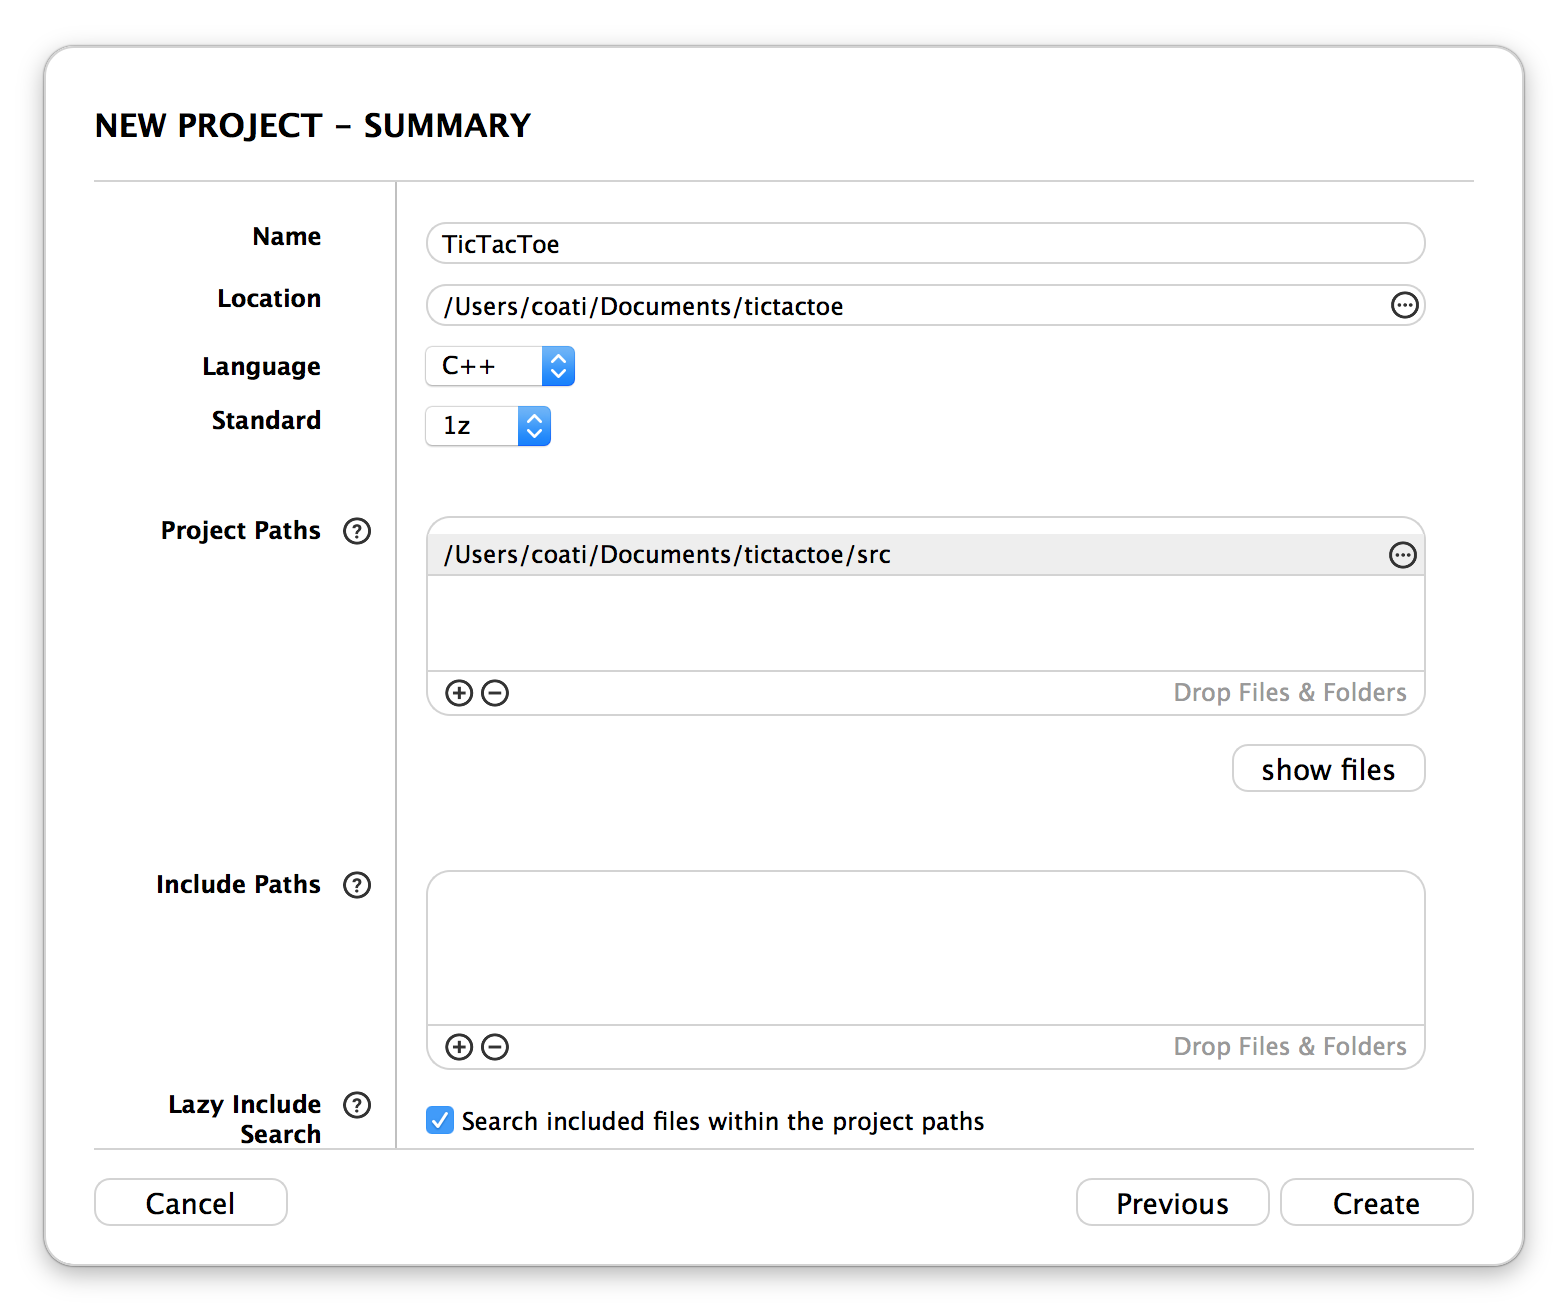 NEW PROJECT – SUMMARY
Name
TicTacToe
Location
/Users/coati/Documents/tictactoe
Language
C++
Standard
1z
Project Paths ?
/Users/coati/Documents/tictactoe/src
Drop Files & Folders
show files
Include Paths ?
Drop Files & Folders
Lazy Include ?
Search
Search included files within the project paths
Cancel
Previous
Create